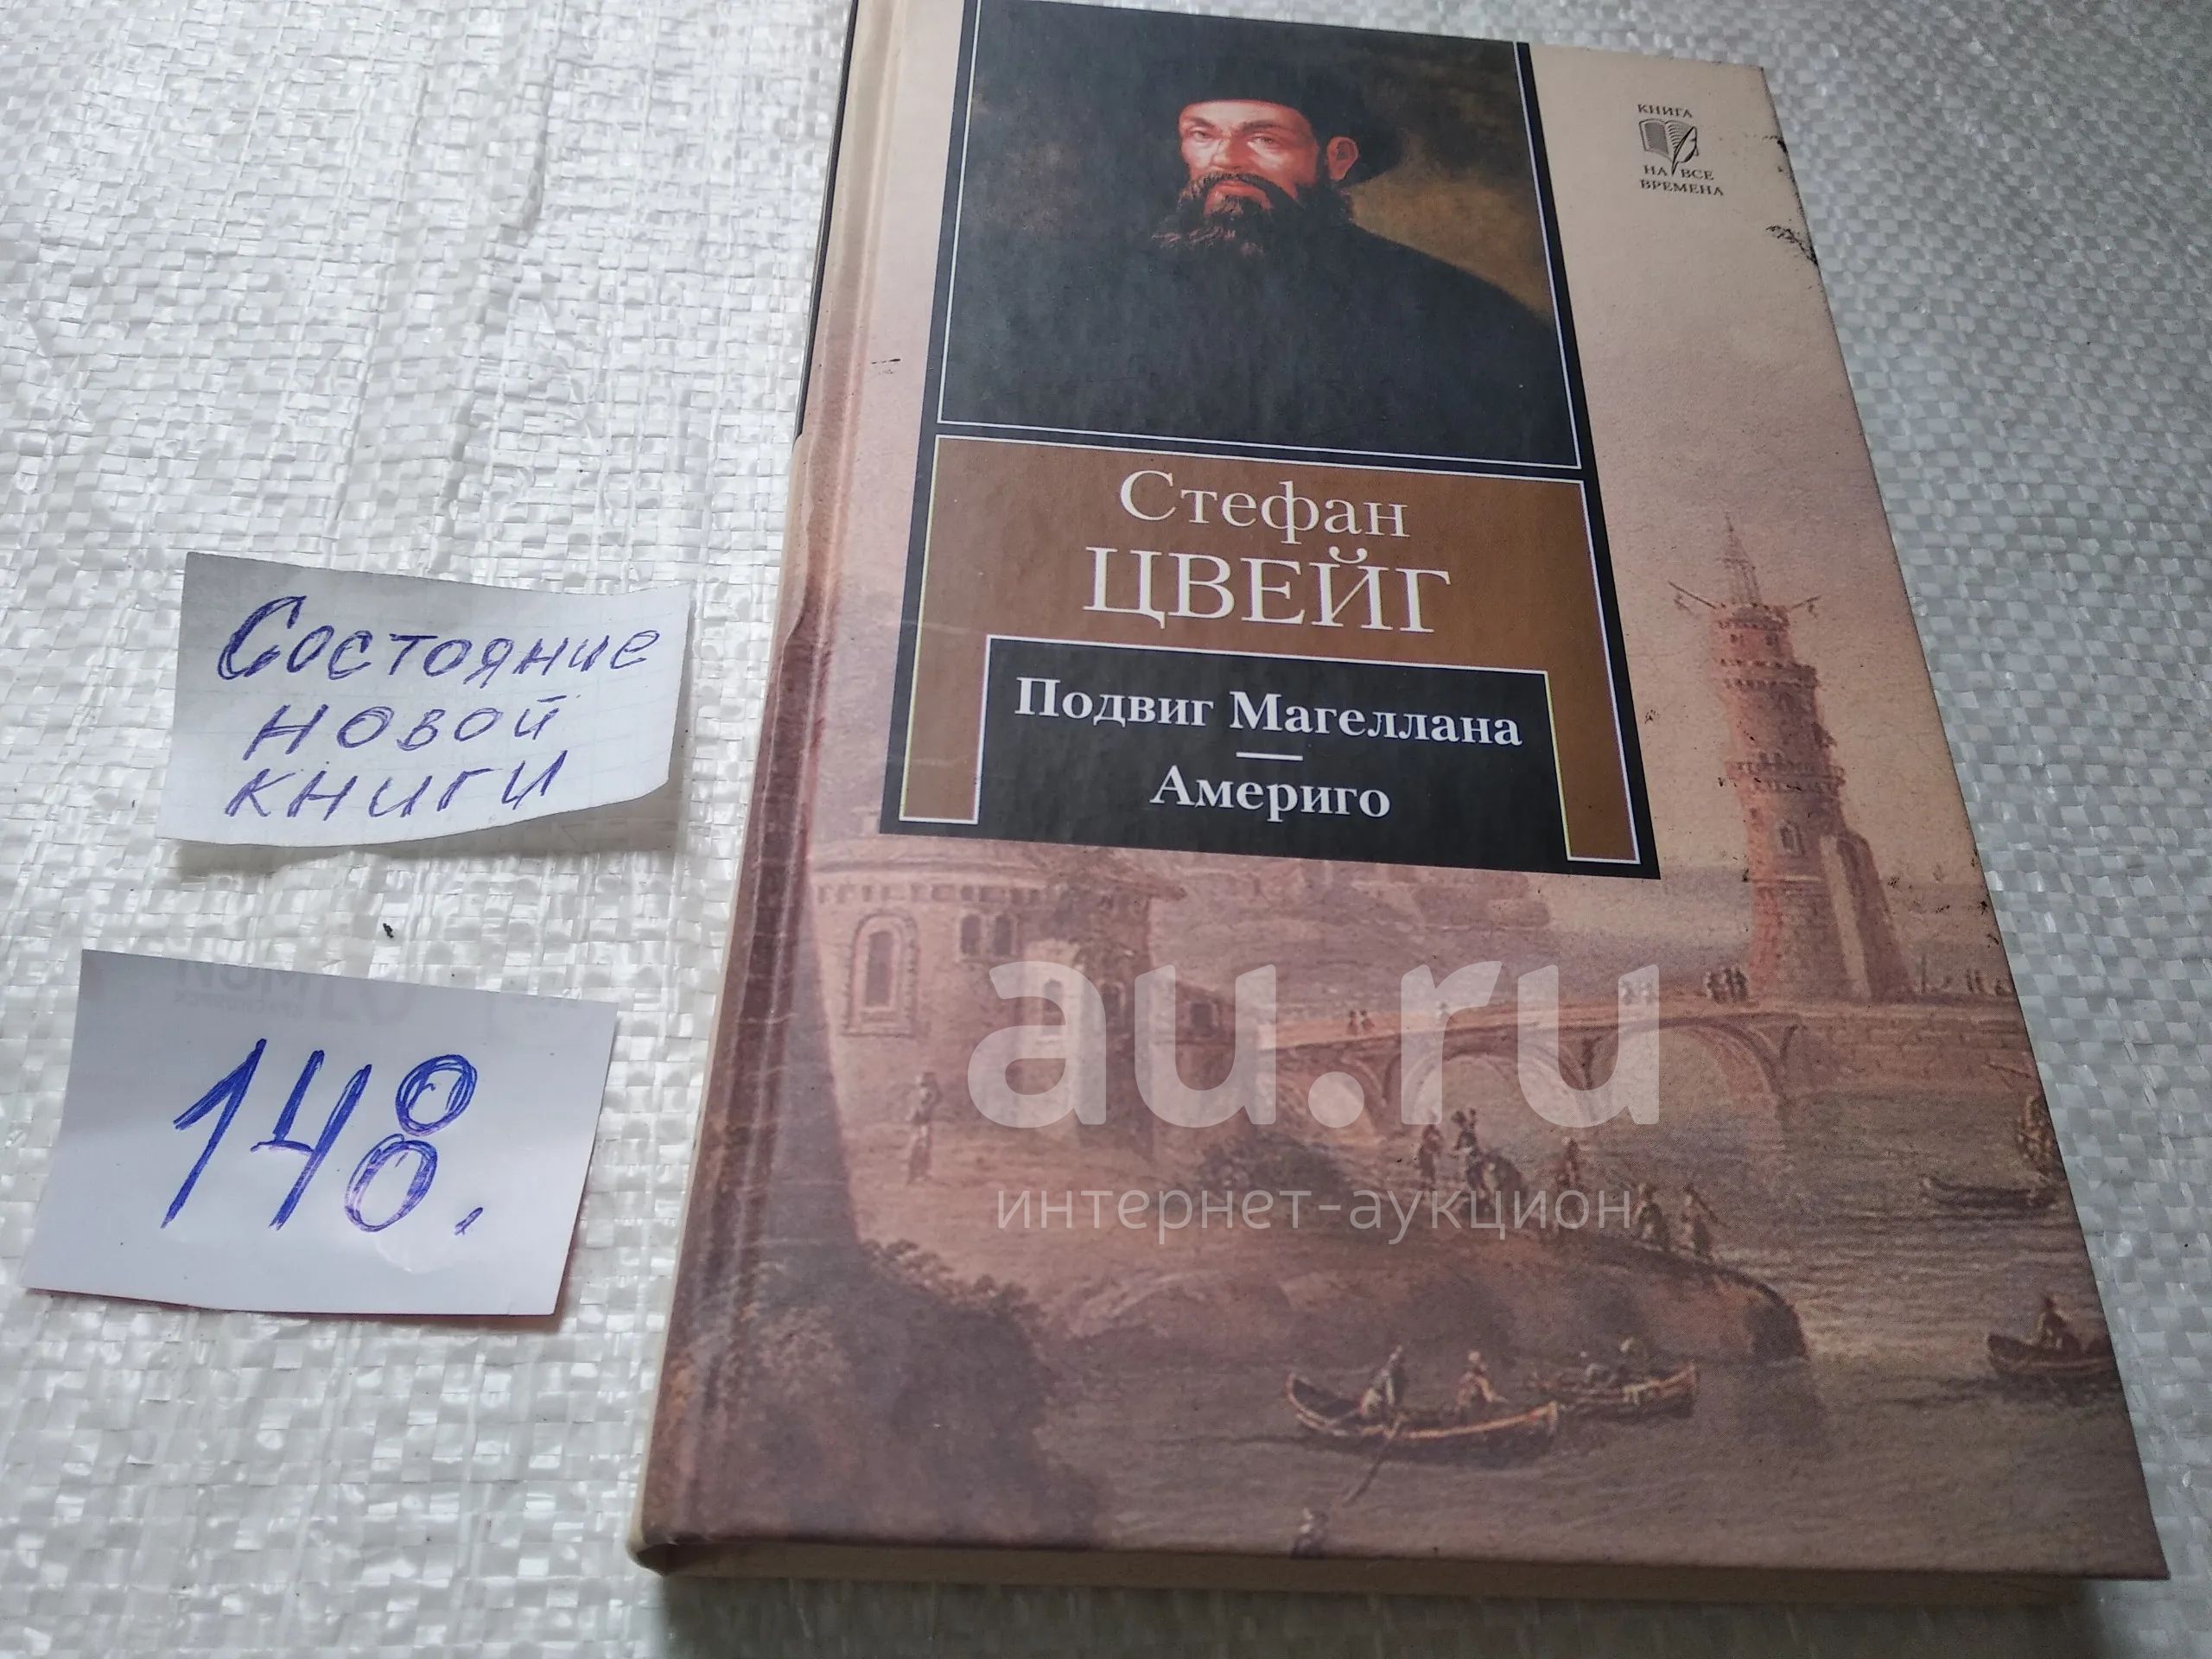 КНИГА
НА ВСЕ
ВРЕМЕНА
Стефан
ЦВЕЙГ
Подвиг Магеллана
Америго
Состояние
новой
книги
148.
au.ru
интернет-аукцион